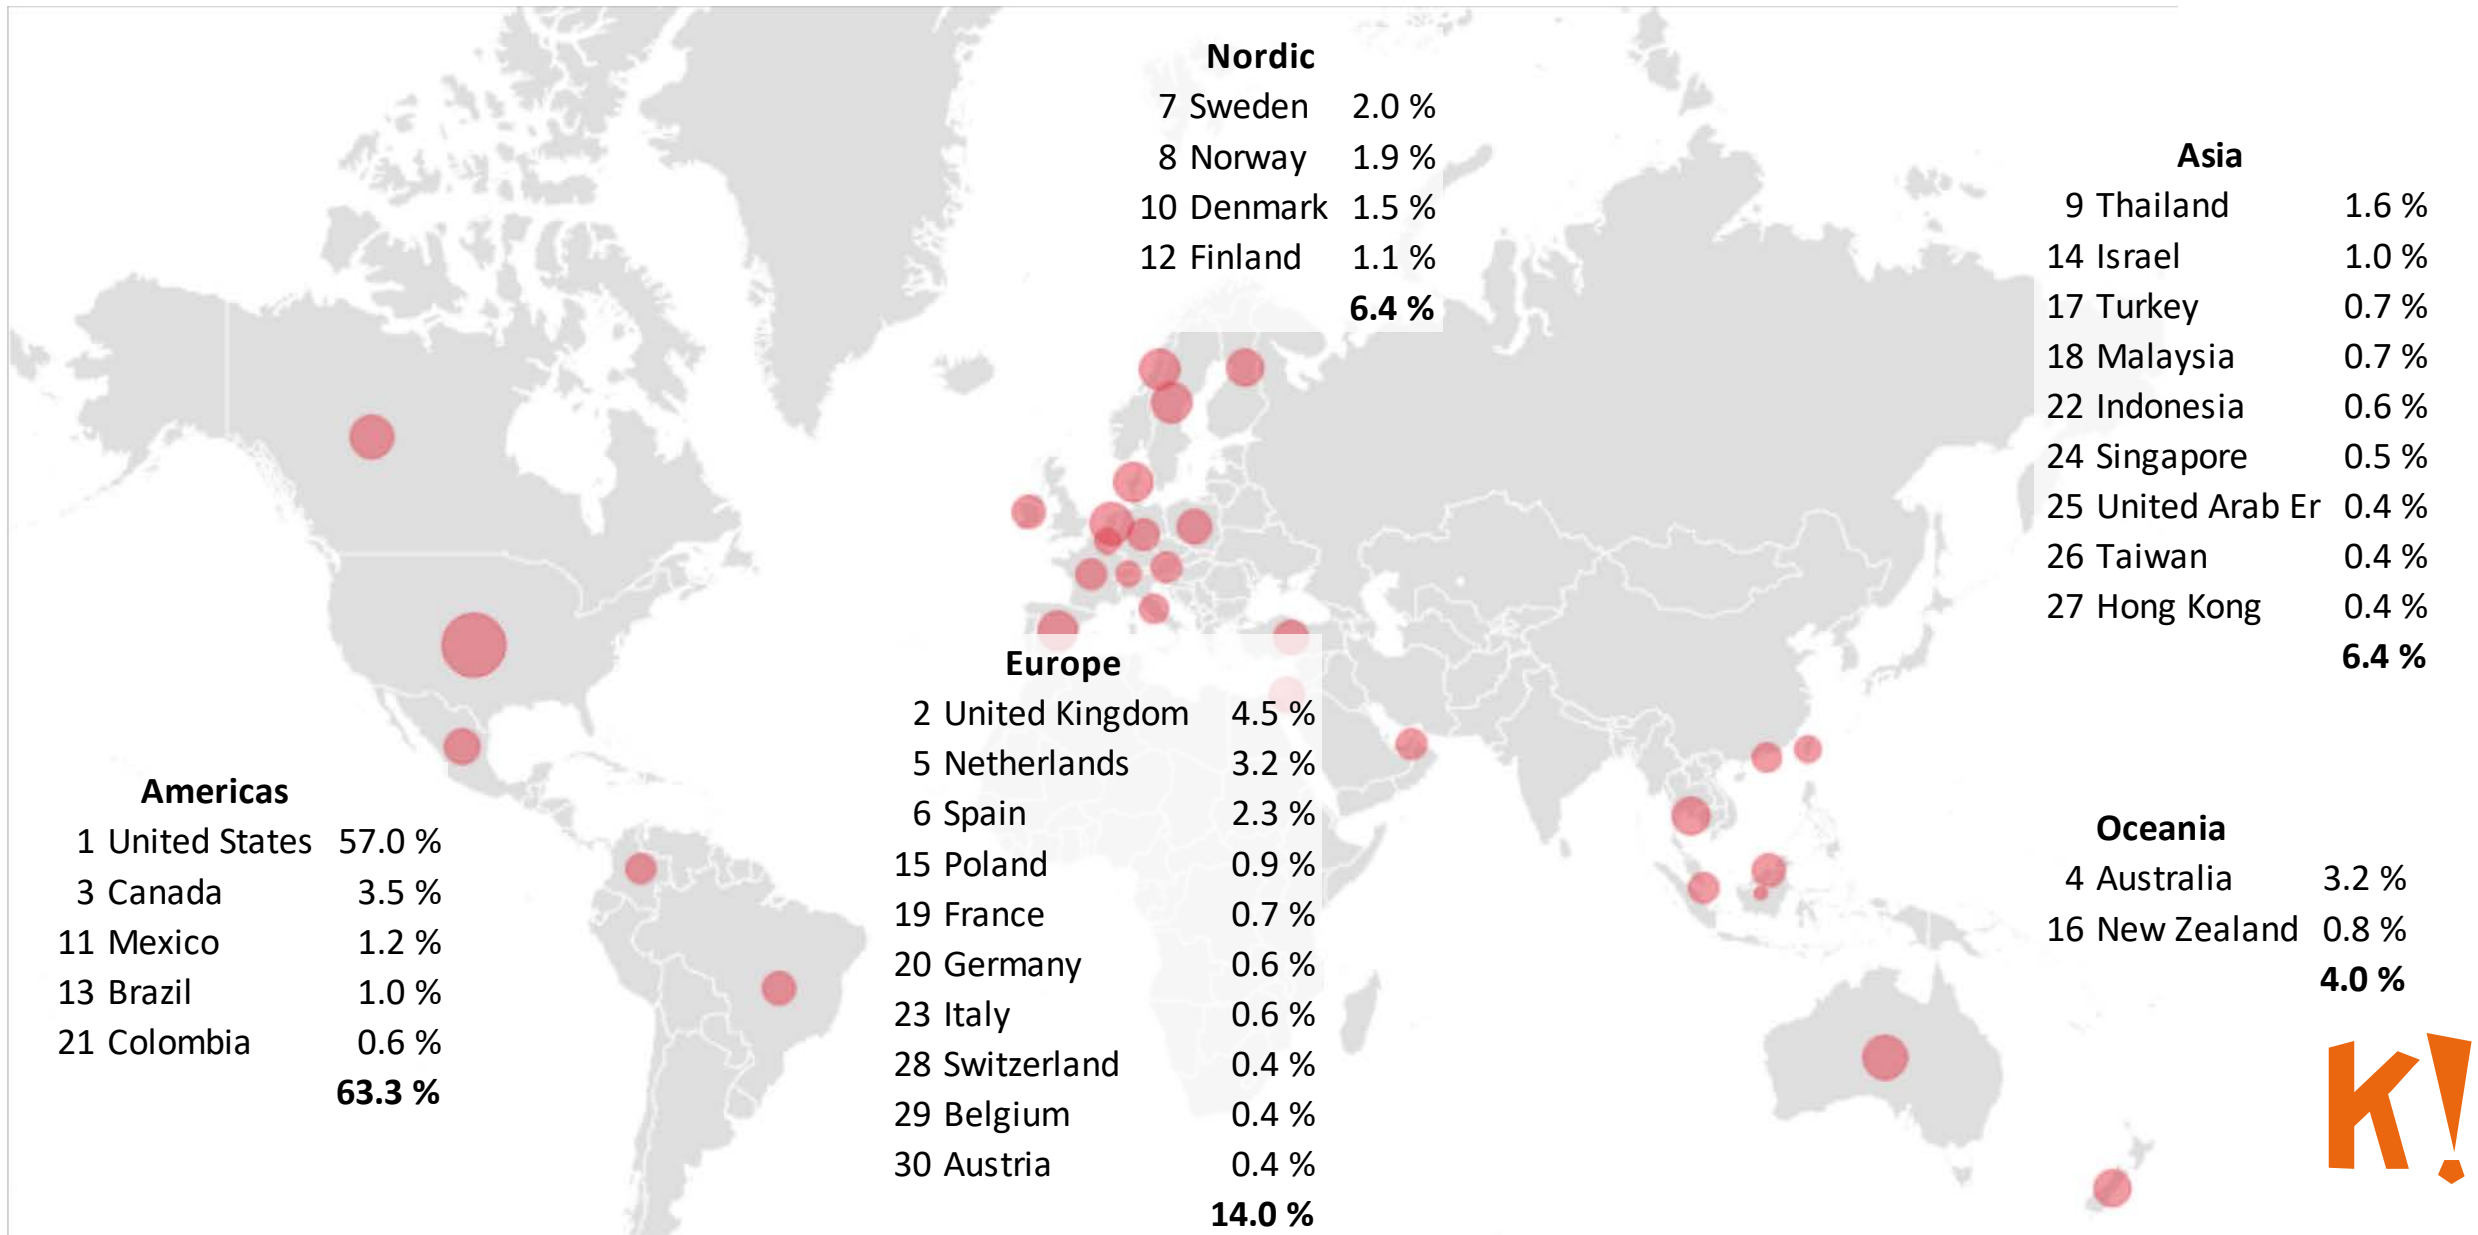 Nordic
7 Sweden 2.0 %
8 Norway 1.9 %
10 Denmark 1.5 %
12 Finland 1.1 %
6.4 %
Asia
9 Thailand 1.6 %
14 Israel 1.0 %
17 Turkey 0.7 %
18 Malaysia 0.7 %
22 Indonesia 0.6 %
24 Singapore 0.5 %
25 United Arab Er 0.4 %
26 Taiwan 0.4 %
27 Hong Kong 0.4 %
6.4 %
Europe
2 United Kingdom 4.5 %
5 Netherlands 3.2 %
6 Spain 2.3 %
15 Poland 0.9 %
19 France 0.7 %
20 Germany 0.6 %
23 Italy 0.6 %
28 Switzerland 0.4 %
29 Belgium 0.4 %
30 Austria 0.4 %
14.0 %
Americas
1 United States 57.0 %
3 Canada 3.5 %
11 Mexico 1.2 %
13 Brazil 1.0 %
21 Colombia 0.6 %
63.3 %
Oceania
4 Australia 3.2 %
16 New Zealand 0.8 %
4.0 %
K!